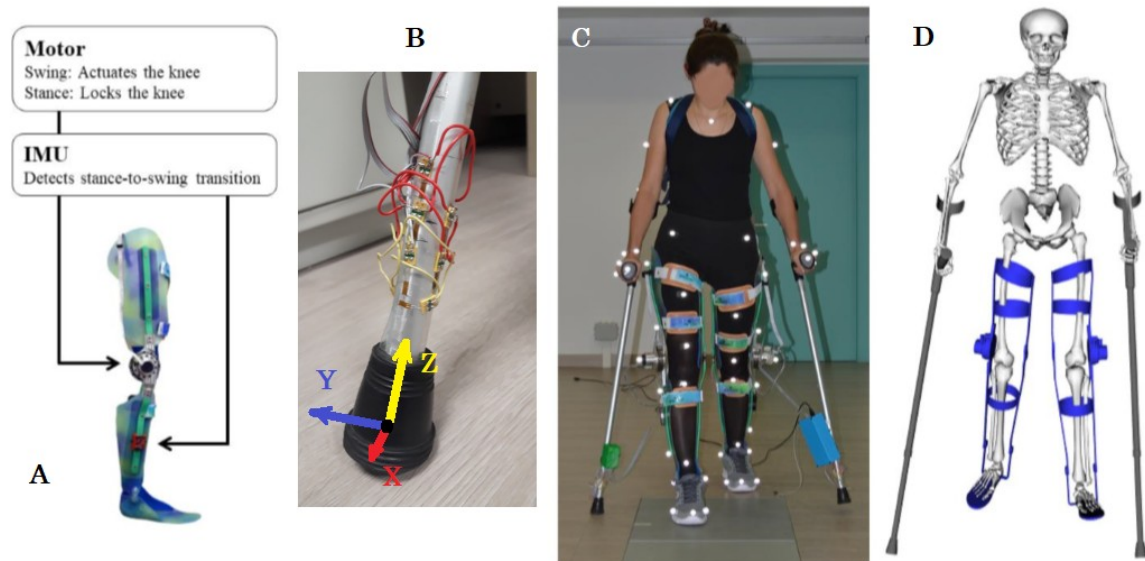 Motor
Swing: Actuates the knee
Stance: Locks the knee
IMU
Detects stance-to-swing transition
A
B
Z
Y
X
C
D